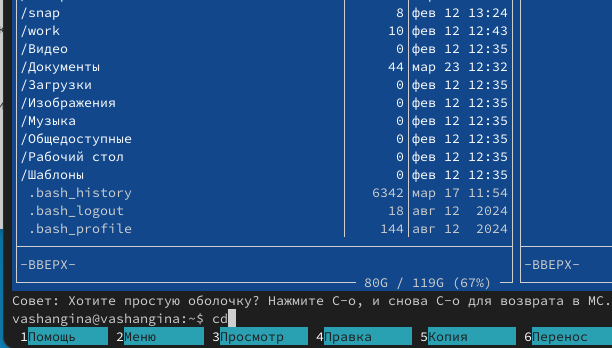 /snap 8 фев 12 13:24
/work 10 фев 12 12:43
/Видео 0 фев 12 12:35
/Документы 44 мар 23 12:32
/Загрузки 0 фев 12 12:35
/Изображения 0 фев 12 12:35
/Музыка 0 фев 12 12:35
/Общедоступные 0 фев 12 12:35
/Рабочий стол 0 фев 12 12:35
/Шаблоны 0 фев 12 12:35
.bash_history 6342 мар 17 11:54
.bash_logout 18 авг 12 2024
.bash_profile 144 авг 12 2024
-ВВЕРХ- -ВВЕРХ-
80G / 119G (67%)
Совет: Хотите простую оболочку? Нажмите C-o, и снова C-o для возврата в MC.
vashangina@vashangina:~$ cd
1Помощь 2Меню 3Просмотр 4Правка 5Копия 6Перенос